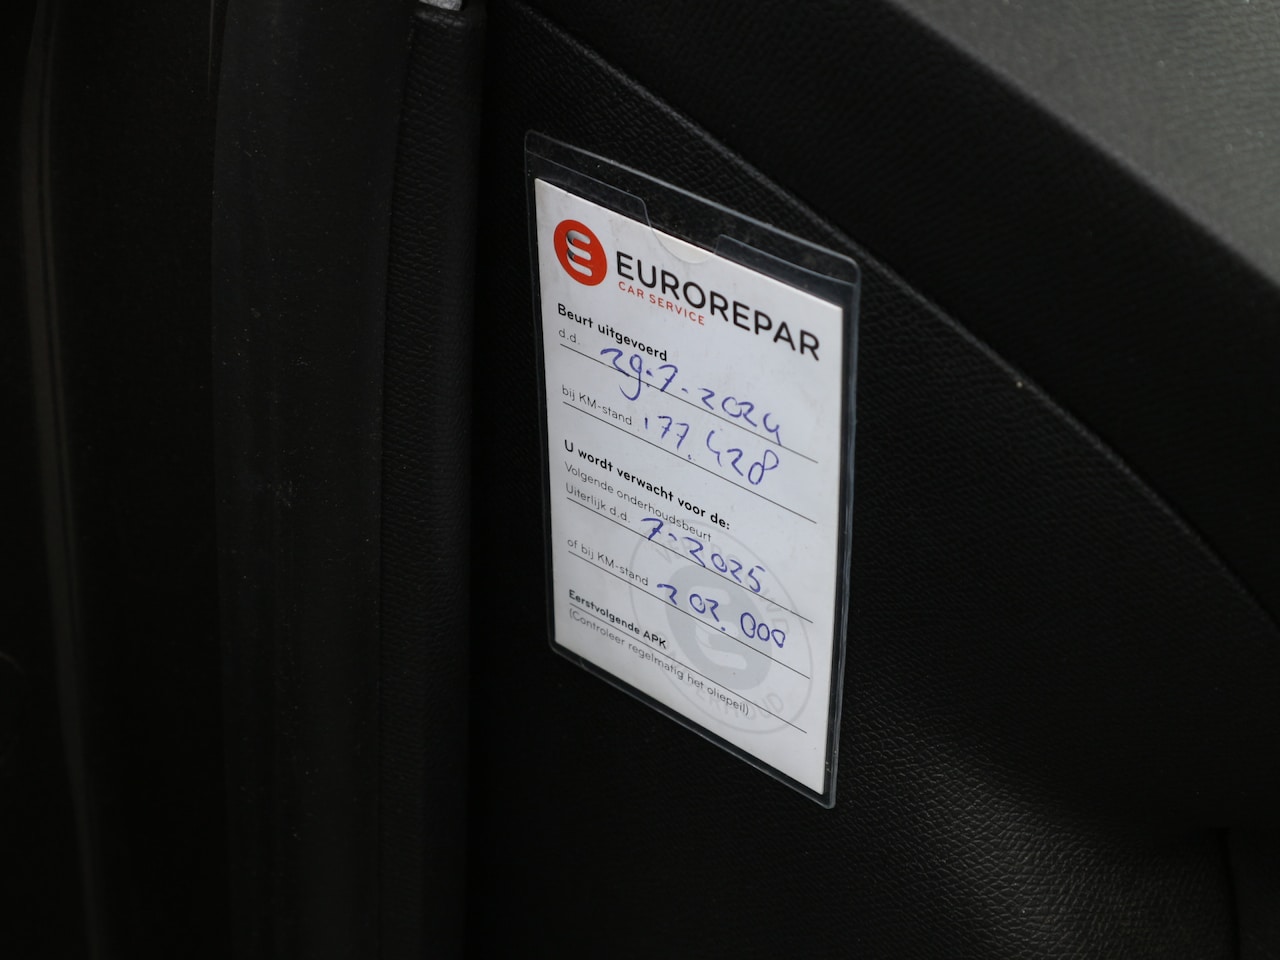 EUROREPAR
CAR SERVICE
Beurt uitgevoerd
d.d. 29-7-2024
bij KM-stand 177.428
U wordt verwacht voor de:
Volgende onderhoudsbeurt
Uiterlijk d.d. 7-2025
of bij KM-stand 202.000
Eerstvolgende APK
(Controleer regelmatig het oliepeil)